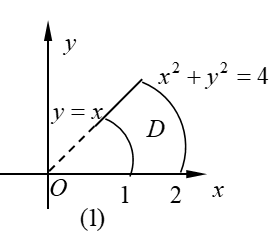 y
x² + y² = 4
y = x
D
O
1
2
x
(1)